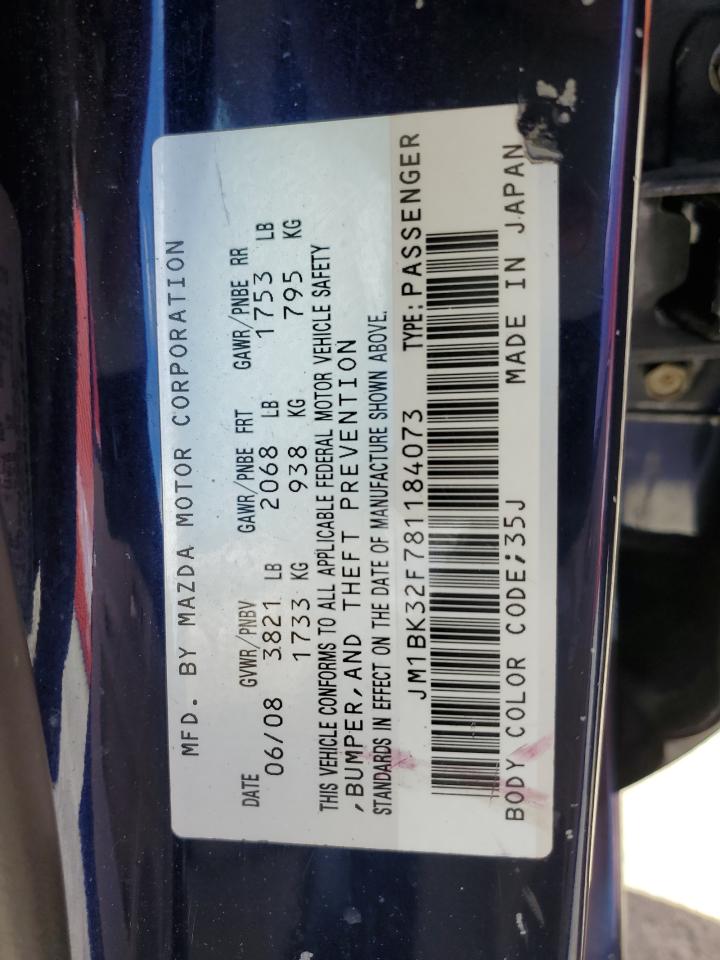 MFD. BY MAZDA MOTOR CORPORATION
DATE GVWR/PNBV GAWR/PNBE FRT GAWR/PNBE RR
06/08 3821 LB 2068 LB 1753 LB
1733 KG 938 KG 795 KG
THIS VEHICLE CONFORMS TO ALL APPLICABLE FEDERAL MOTOR VEHICLE SAFETY
,BUMPER,AND THEFT PREVENTION
STANDARDS IN EFFECT ON THE DATE OF MANUFACTURE SHOWN ABOVE.
JM1BK32F781184073 TYPE:PASSENGER
BODY COLOR CODE;35J MADE IN JAPAN